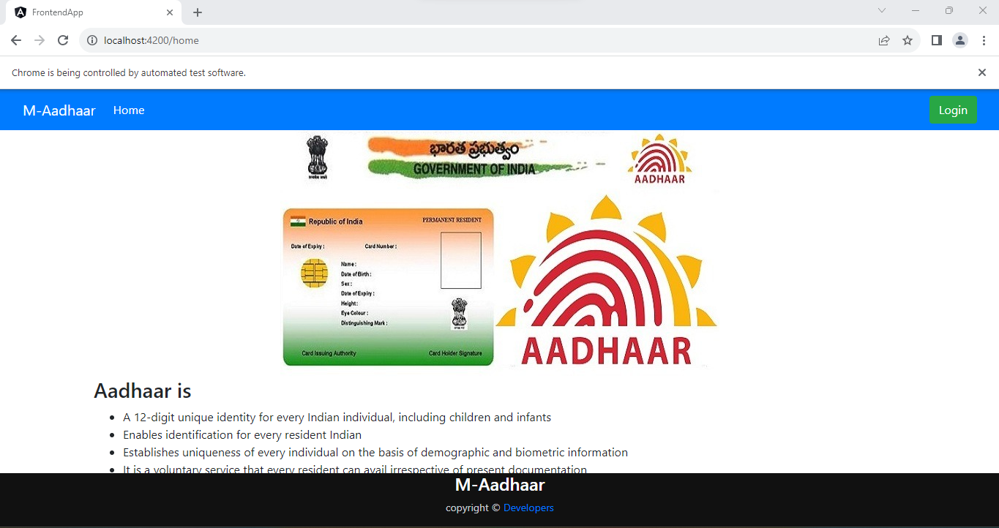 FrontendApp
localhost:4200/home
Chrome is being controlled by automated test software.
M-Aadhaar Home Login
భారత ప్రభుత్వం
GOVERNMENT OF INDIA
AADHAAR
Republic of India PERMANENT RESIDENT
Date of Expiry : Card Number :
Name :
Date of Birth :
Sex :
Date of Expiry :
Height :
Eye Colour :
Distinguishing Mark :
Card Issuing Authority Card Holder Signature
AADHAAR
Aadhaar is
A 12-digit unique identity for every Indian individual, including children and infants
Enables identification for every resident Indian
Establishes uniqueness of every individual on the basis of demographic and biometric information
It is a voluntary service that every resident can avail irrespective of present documentation
M-Aadhaar
copyright © Developers